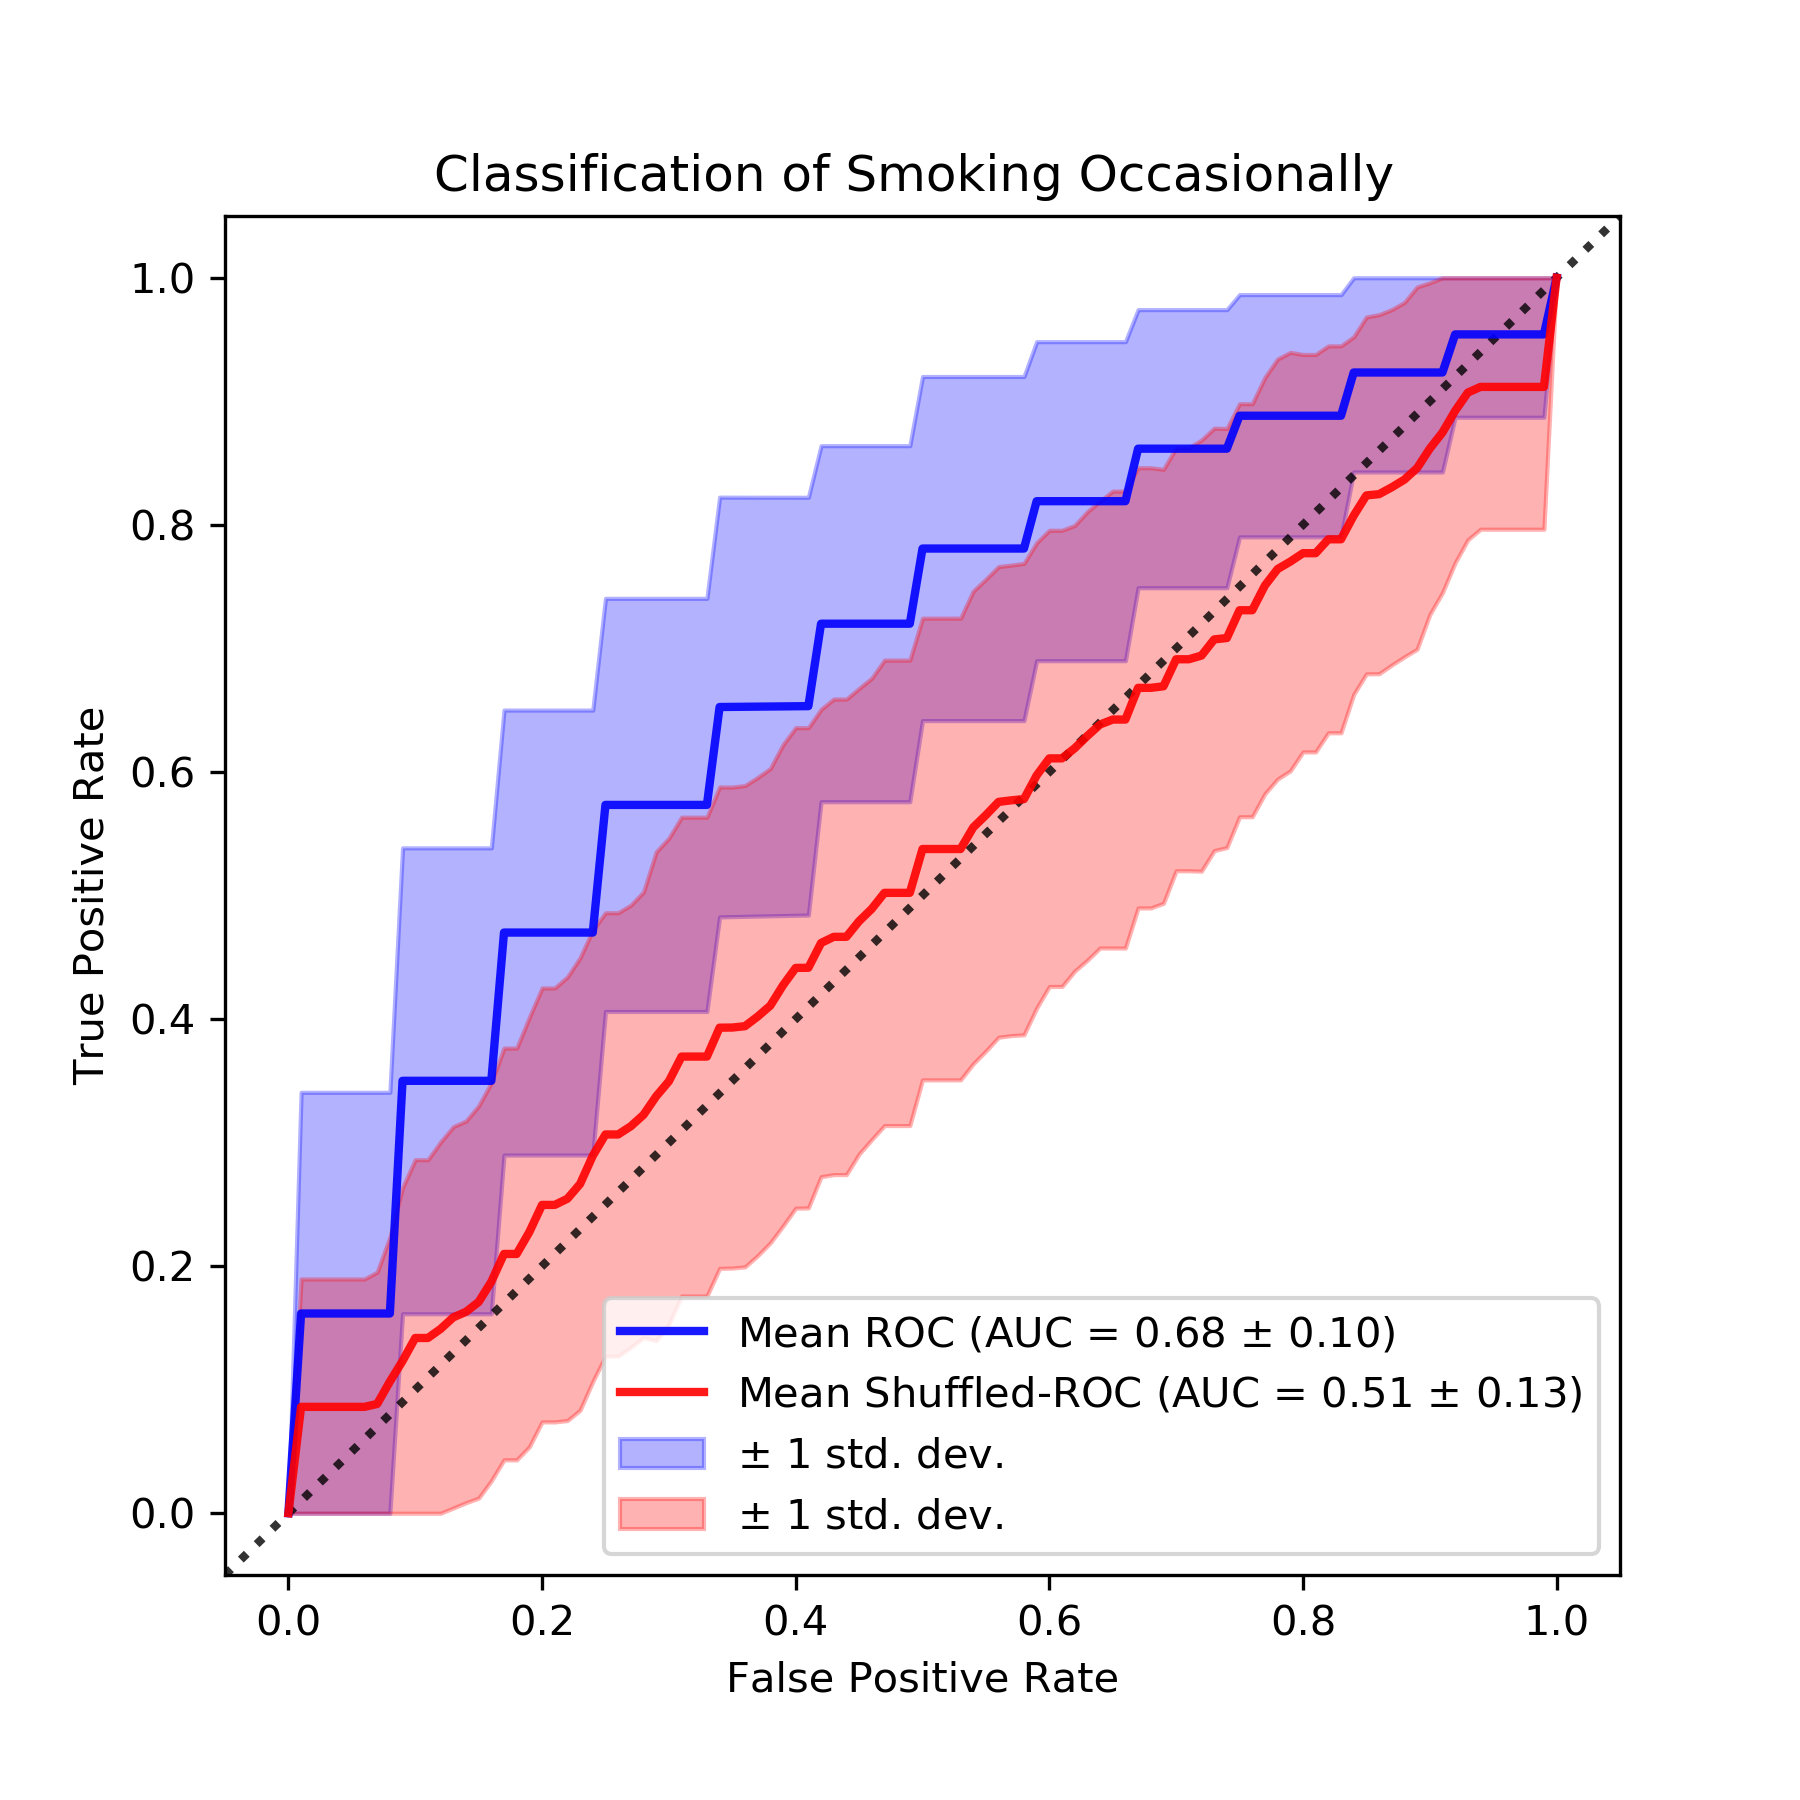 Classification of Smoking Occasionally
True Positive Rate
1.0
0.8
0.6
0.4
0.2
0.0
Mean ROC (AUC = 0.68 ± 0.10)
Mean Shuffled-ROC (AUC = 0.51 ± 0.13)
± 1 std. dev.
± 1 std. dev.
0.0 0.2 0.4 0.6 0.8 1.0
False Positive Rate